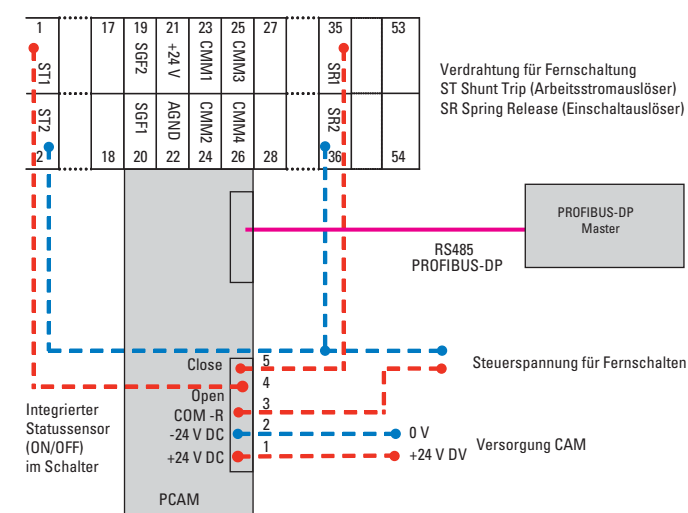 1 17 19 21 23 25 27 35 53
ST1 SGF2 +24 V CMM1 CMM3 SR1
ST2 SGF1 AGND CMM2 CMM4 SR2
2 18 20 22 24 26 28 36 54
Verdrahtung für Fernschaltung
ST Shunt Trip (Arbeitsstromauslöser)
SR Spring Release (Einschaltauslöser)
PROFIBUS-DP
Master
RS485
PROFIBUS-DP
Close 5
4
Open
COM -R 3
-24 V DC 2
+24 V DC 1
Steuerspannung für Fernschalten
0 V
+24 V DV
Versorgung CAM
Integrierter
Statussensor
(ON/OFF)
im Schalter
PCAM